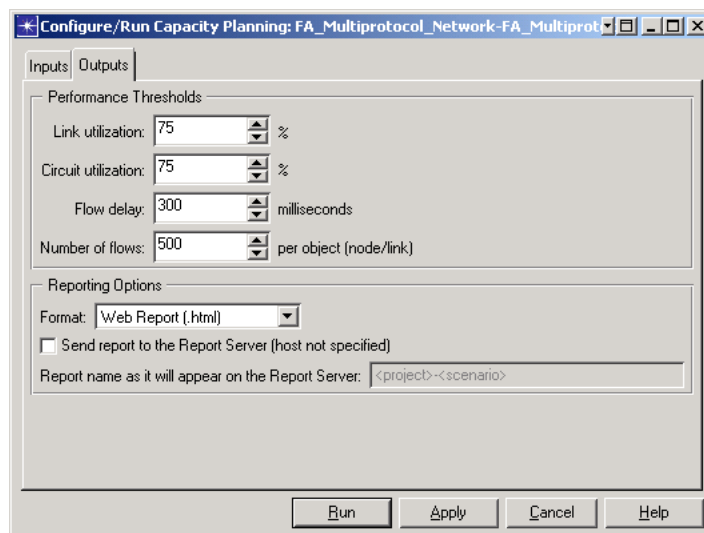 Configure/Run Capacity Planning: FA_Multiprotocol_Network-FA_Multiprot
Inputs Outputs
Performance Thresholds
Link utilization: 75 %
Circuit utilization: 75 %
Flow delay: 300 milliseconds
Number of flows: 500 per object (node/link)
Reporting Options
Format: Web Report (.html)
Send report to the Report Server (host not specified)
Report name as it will appear on the Report Server: <project>-<scenario>
Run Apply Cancel Help